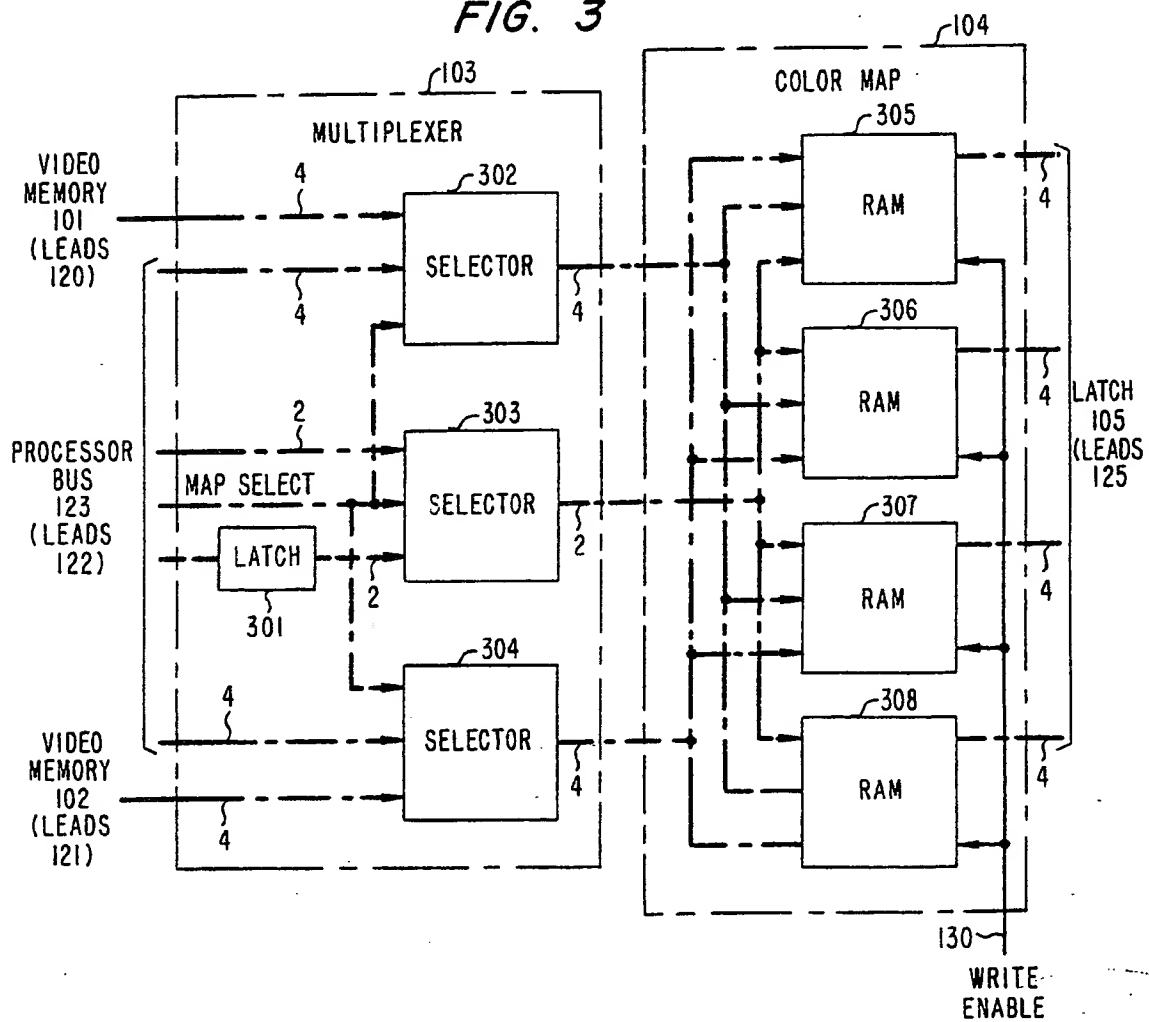 FIG. 3
103
MULTIPLEXER
104
COLOR MAP
VIDEO
MEMORY
101
(LEADS
120)
4
4
302
SELECTOR
4
PROCESSOR
BUS
123
(LEADS
122)
2
MAP SELECT
LATCH
301
2
303
SELECTOR
2
VIDEO
MEMORY
102
(LEADS
121)
4
4
304
SELECTOR
4
305
RAM
4
306
RAM
4
307
RAM
4
308
RAM
4
LATCH
105
(LEADS
125
130
WRITE
ENABLE